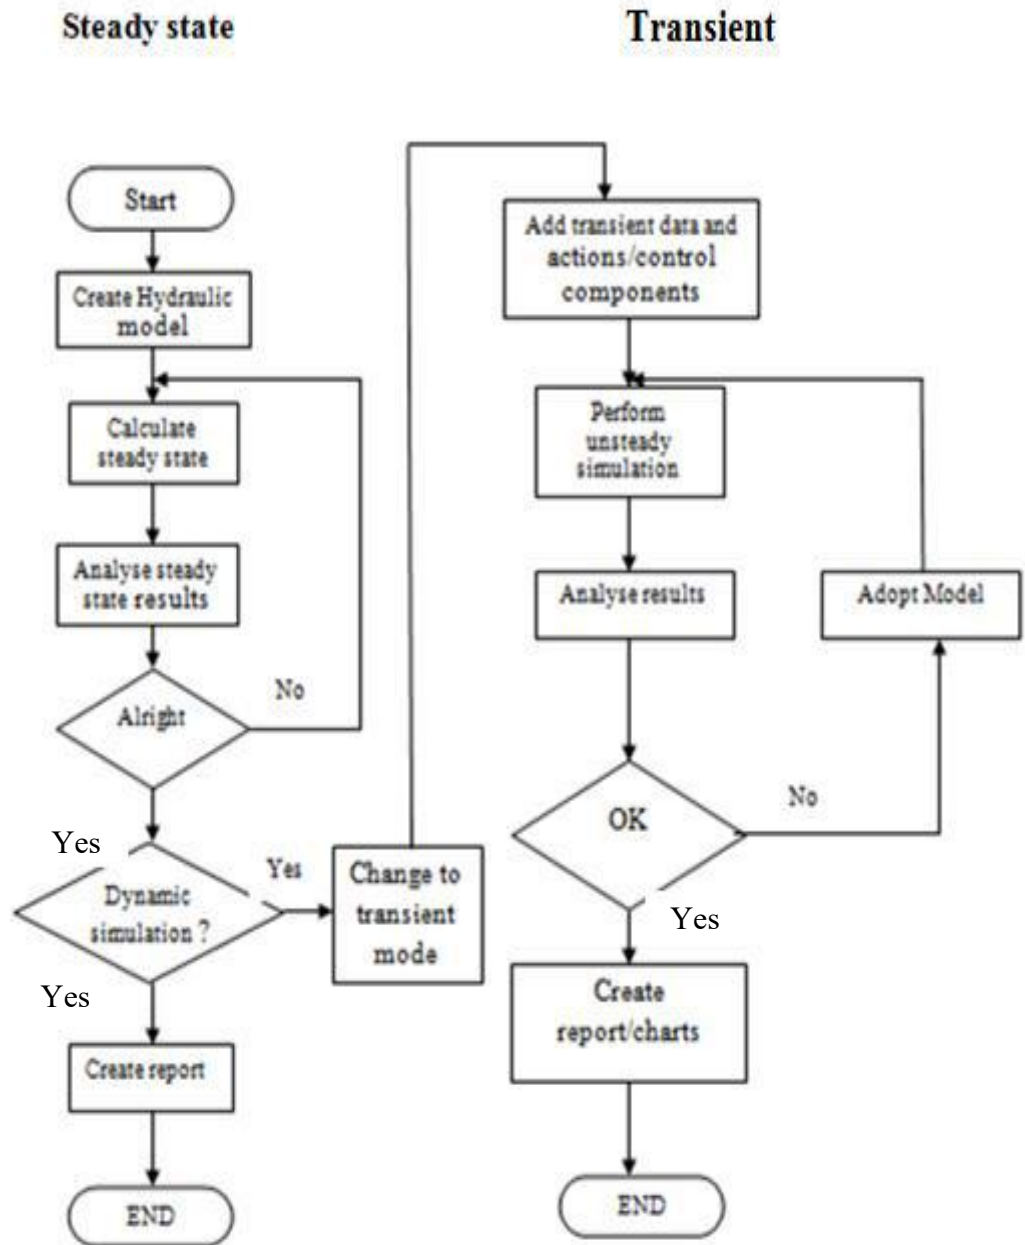 Steady state
Transient
Start
Create Hydraulic
model
Calculate
steady state
Analyse steady
state results
Alright
No
Yes
Dynamic
simulation ?
Yes
Change to
transient
mode
Yes
Create report
END
Add transient data and
actions/control
components
Perform
unsteady
simulation
Analyse results
Adopt Model
OK
No
Yes
Create
report/charts
END